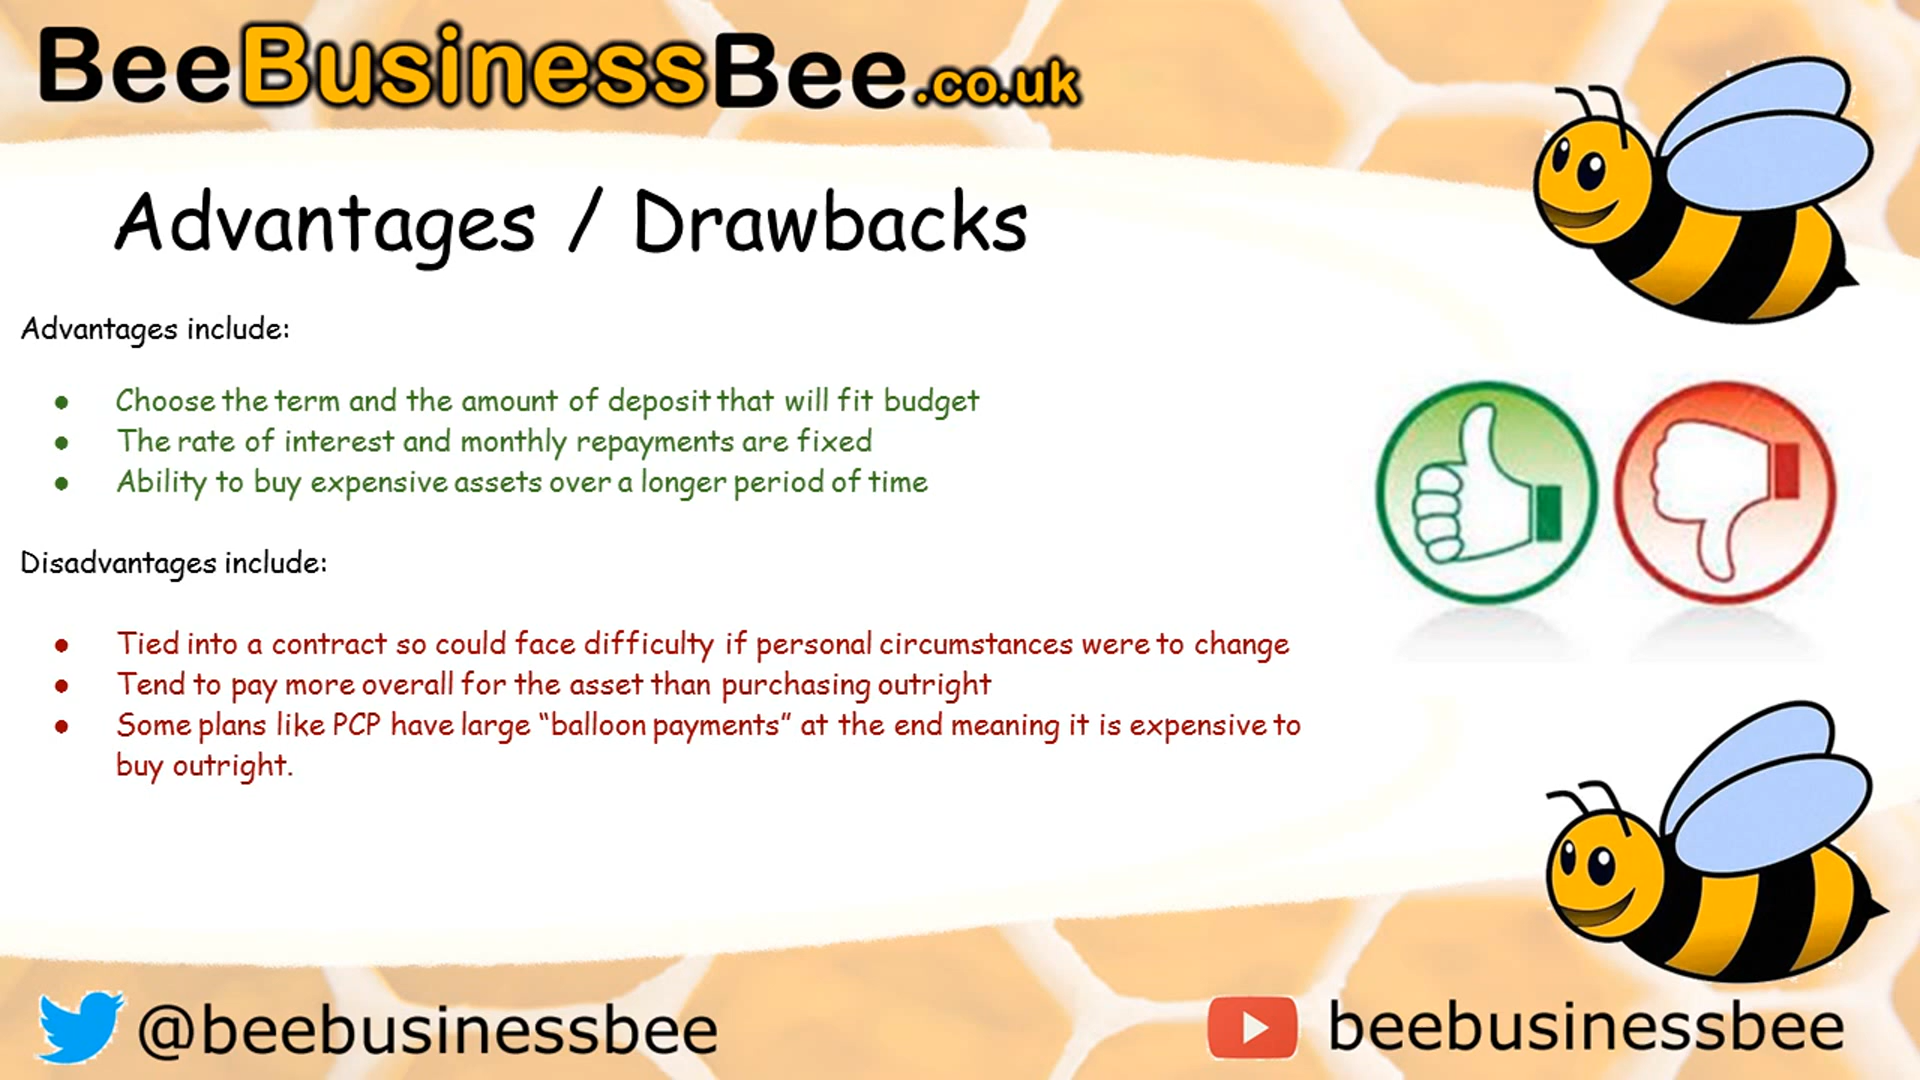 BeeBusinessBee.co.uk
Advantages / Drawbacks
Advantages include:
● Choose the term and the amount of deposit that will fit budget
● The rate of interest and monthly repayments are fixed
● Ability to buy expensive assets over a longer period of time
Disadvantages include:
● Tied into a contract so could face difficulty if personal circumstances were to change
● Tend to pay more overall for the asset than purchasing outright
● Some plans like PCP have large “balloon payments” at the end meaning it is expensive to
buy outright.
@beebusinessbee
beebusinessbee